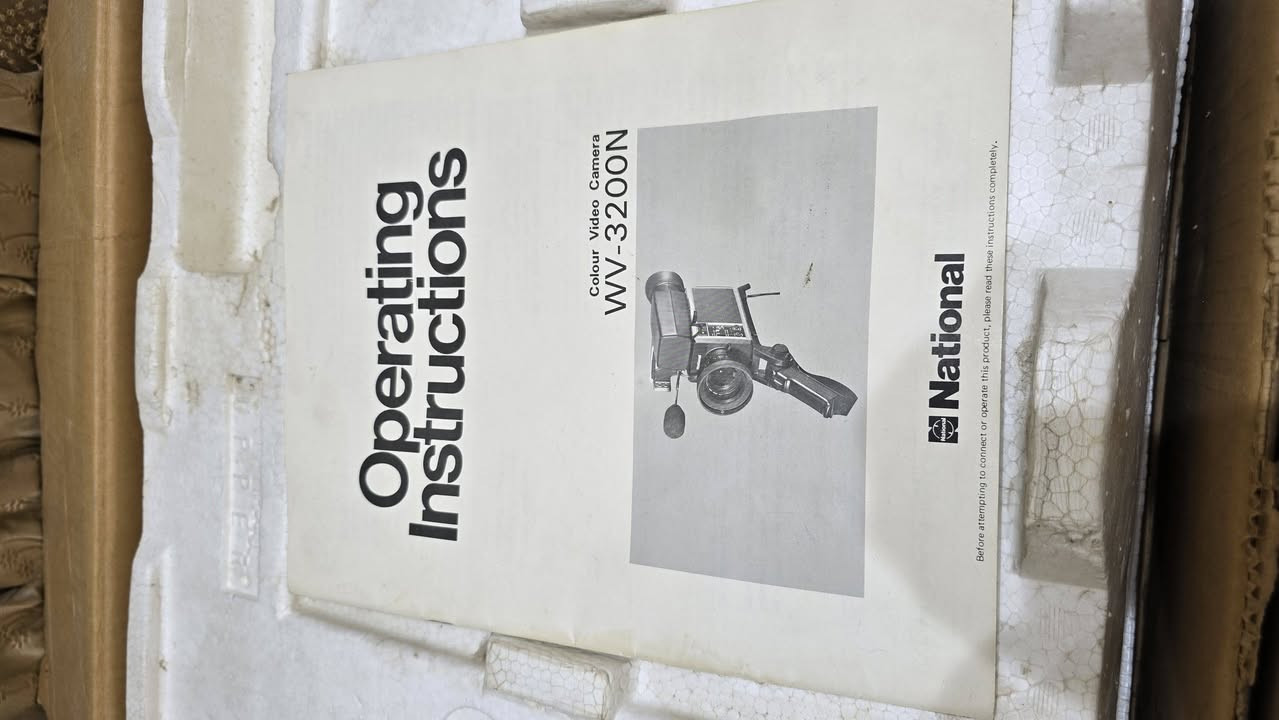 Operating
Instructions
Colour Video Camera
WV-3200N
National
National
Before attempting to connect or operate this product, please read these instructions completely.